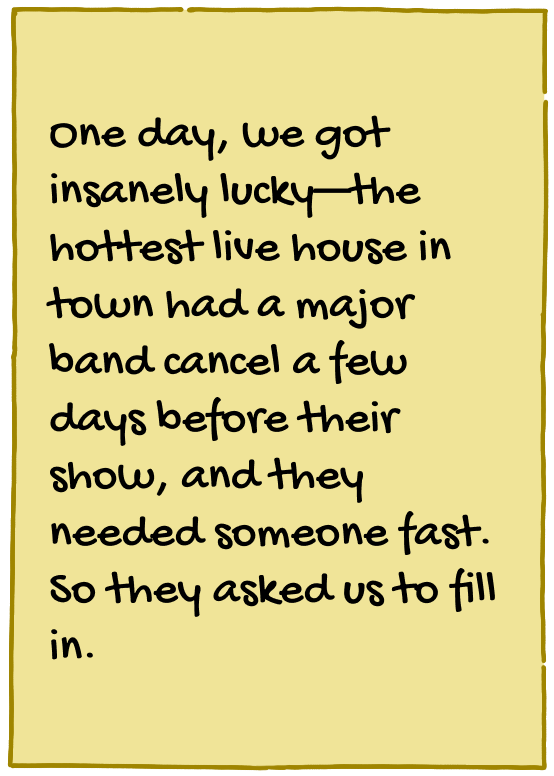 One day, we got
insanely lucky—the
hottest live house in
town had a major
band cancel a few
days before their
show, and they
needed someone fast.
So they asked us to fill
in.